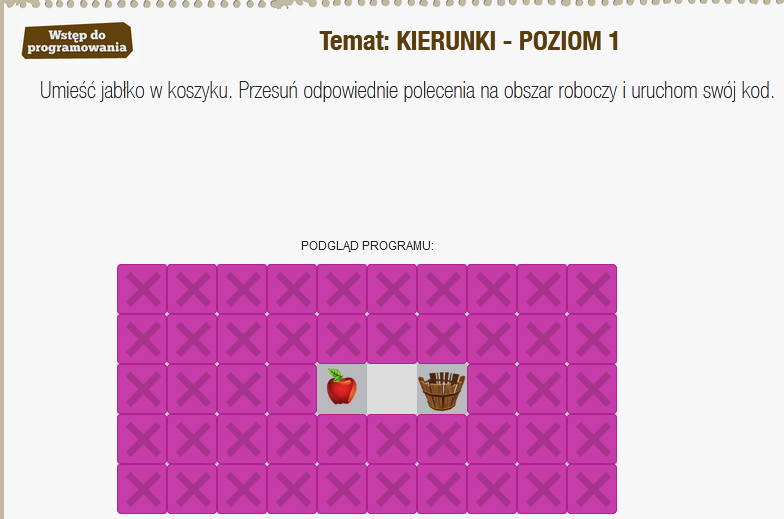 Wstęp do
programowania
Temat: KIERUNKI - POZIOM 1
Umieść jabłko w koszyku. Przesuń odpowiednie polecenia na obszar roboczy i uruchom swój kod.
PODGLĄD PROGRAMU: